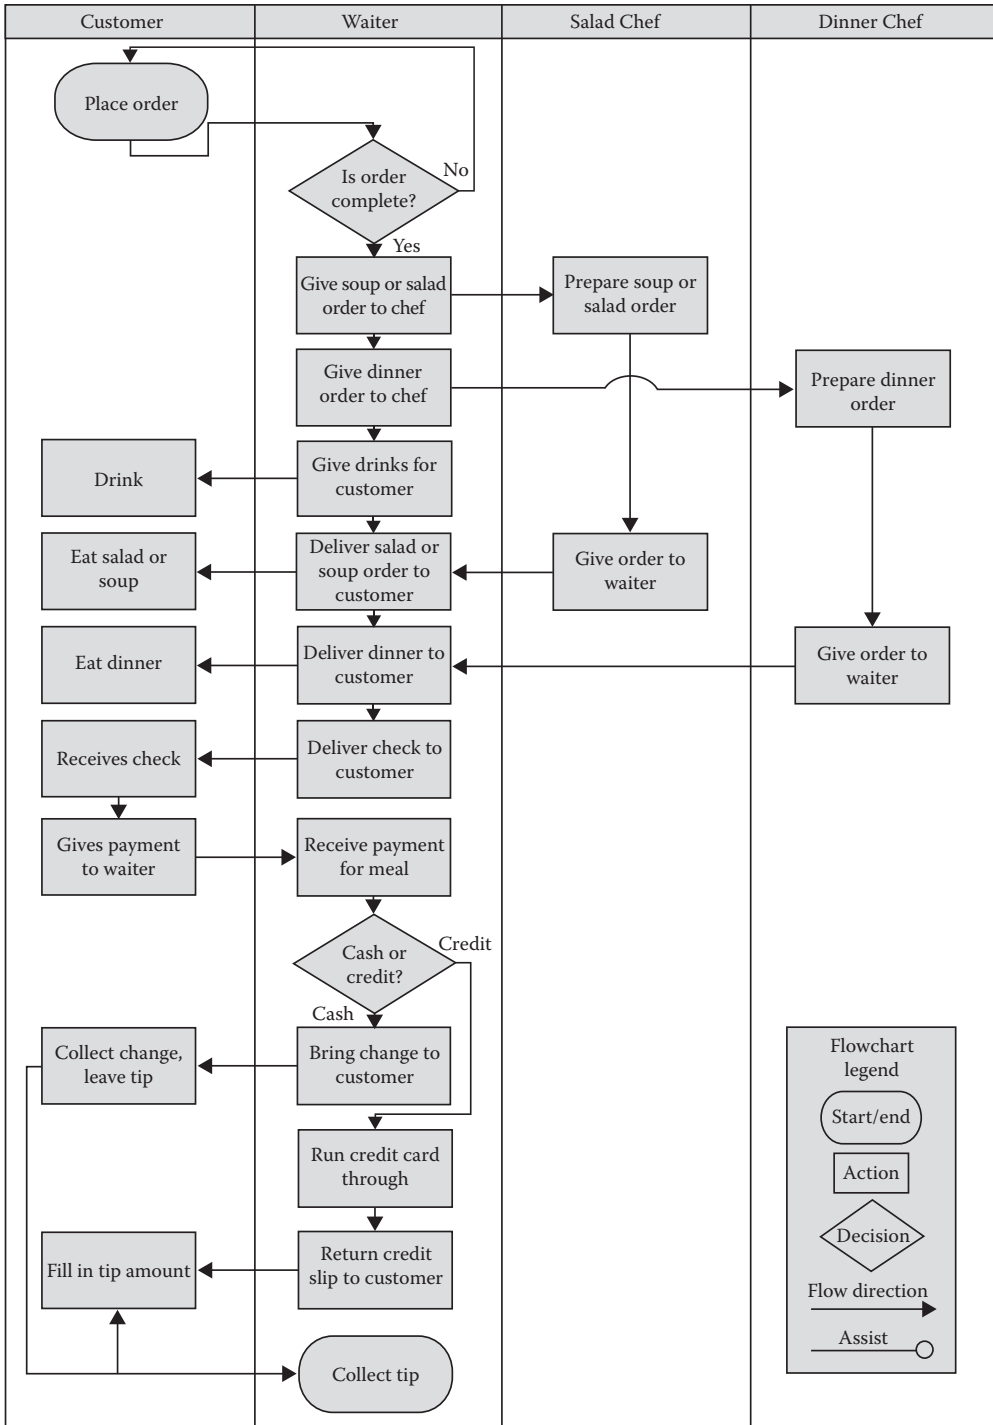 Customer
Waiter
Salad Chef
Dinner Chef
Place order
No
Is order
complete?
Yes
Give soup or salad
order to chef
Prepare soup or
salad order
Give dinner
order to chef
Prepare dinner
order
Drink
Give drinks for
customer
Eat salad or
soup
Deliver salad or
soup order to
customer
Give order to
waiter
Eat dinner
Deliver dinner to
customer
Give order to
waiter
Receives check
Deliver check to
customer
Gives payment
to waiter
Receive payment
for meal
Cash or
credit?
Credit
Cash
Collect change,
leave tip
Bring change to
customer
Run credit card
through
Fill in tip amount
Return credit
slip to customer
Collect tip
Flowchart
legend
Start/end
Action
Decision
Flow direction
Assist